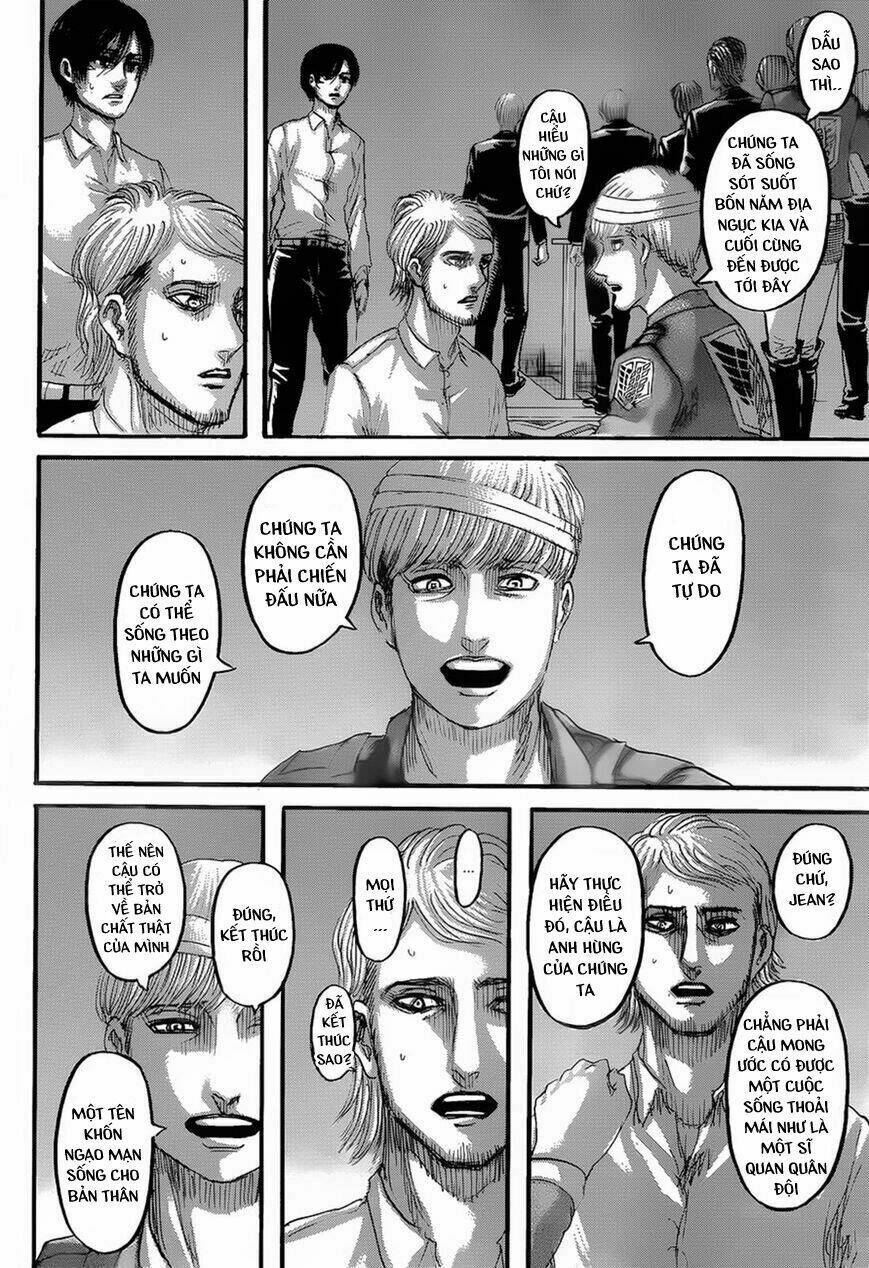 DẪU
SAO
THÌ..
CHÚNG TA
ĐÃ SỐNG
SÓT SUỐT
BỐN NĂM ĐỊA
NGỤC KIA VÀ
CUỐI CÙNG
ĐẾN ĐƯỢC
TỚI ĐÂY
CẬU
HIỂU
NHỮNG GÌ
TÔI NÓI
CHỨ?
CHÚNG
TA ĐÃ
TỰ DO
CHÚNG TA
KHÔNG CẦN
PHẢI CHIẾN
ĐẤU NỮA
CHÚNG TA
CÓ THỂ
SỐNG THEO
NHỮNG GÌ
TA MUỐN
ĐÚNG
CHỨ,
JEAN?
CHẲNG PHẢI
CẬU MONG
ƯỚC CÓ ĐƯỢC
MỘT CUỘC
SỐNG THOẢI
MÁI NHƯ LÀ
MỘT SĨ
QUAN QUÂN
ĐỘI
HÃY THỰC
HIỆN ĐIỀU
ĐÓ, CẬU LÀ
ANH HÙNG
CỦA CHÚNG
TA
...
MỌI
THỨ
...
ĐÃ
KẾT
THÚC
SAO?
ĐÚNG,
KẾT THÚC
RỒI
THẾ NÊN
CẬU CÓ
THỂ TRỞ
VỀ BẢN
CHẤT THẬT
CỦA MÌNH
MỘT TÊN
KHỐN
NGẠO MẠN
SỐNG CHO
BẢN THÂN